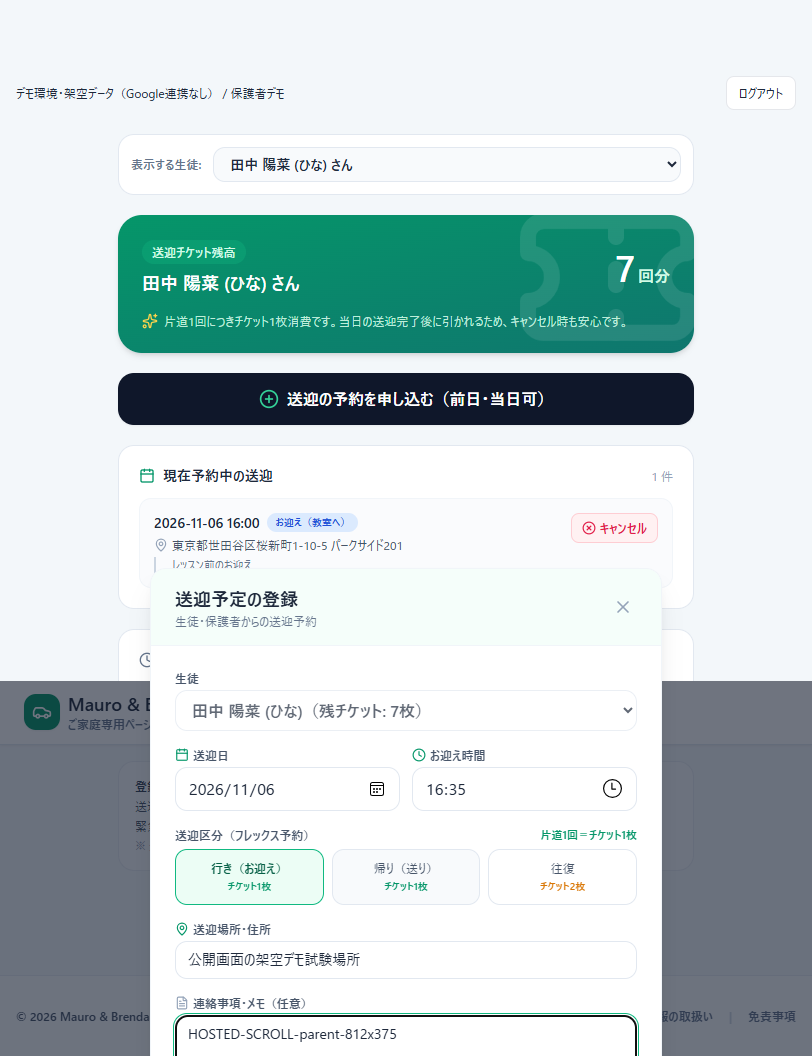 デモ環境・架空データ（Google連携なし） / 保護者デモ
ログアウト
表示する生徒:
田中 陽菜 (ひな) さん
送迎チケット残高
田中 陽菜 (ひな) さん
7 回分
片道1回につきチケット1枚消費です。当日の送迎完了後に引かれるため、キャンセル時も安心です。
送迎の予約を申し込む（前日・当日可）
現在予約中の送迎
1 件
2026-11-06 16:00
お迎え（教室へ）
キャンセル
東京都世田谷区桜新町1-10-5 パークサイド201
レッスン前のお迎え
送迎予定の登録
生徒・保護者からの送迎予約
Mauro & B
ご家庭専用ページ
生徒
田中 陽菜 (ひな)（残チケット: 7枚）
送迎日
お迎え時間
2026/11/06
16:35
送迎区分（フレックス予約）
片道1回＝チケット1枚
行き（お迎え）
チケット1枚
帰り（送り）
チケット1枚
往復
チケット2枚
送迎場所・住所
公開画面の架空デモ試験場所
連絡事項・メモ（任意）
© 2026 Mauro & Brenda
の取扱い | 免責事項
HOSTED-SCROLL-parent-812x375